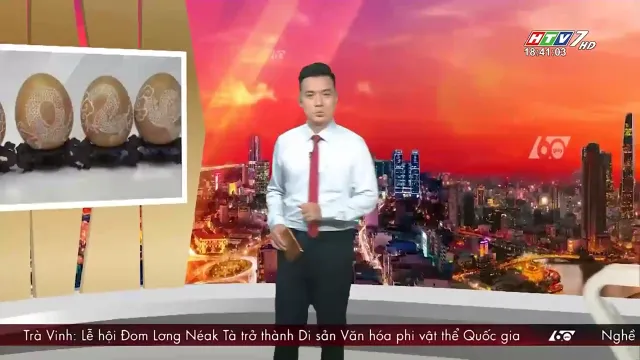 HTV7 HD
18:41:03
60 giây
Trà Vinh: Lễ hội Đom Lơng Néak Tà trở thành Di sản Văn hóa phi vật thể Quốc gia
60
Nghề